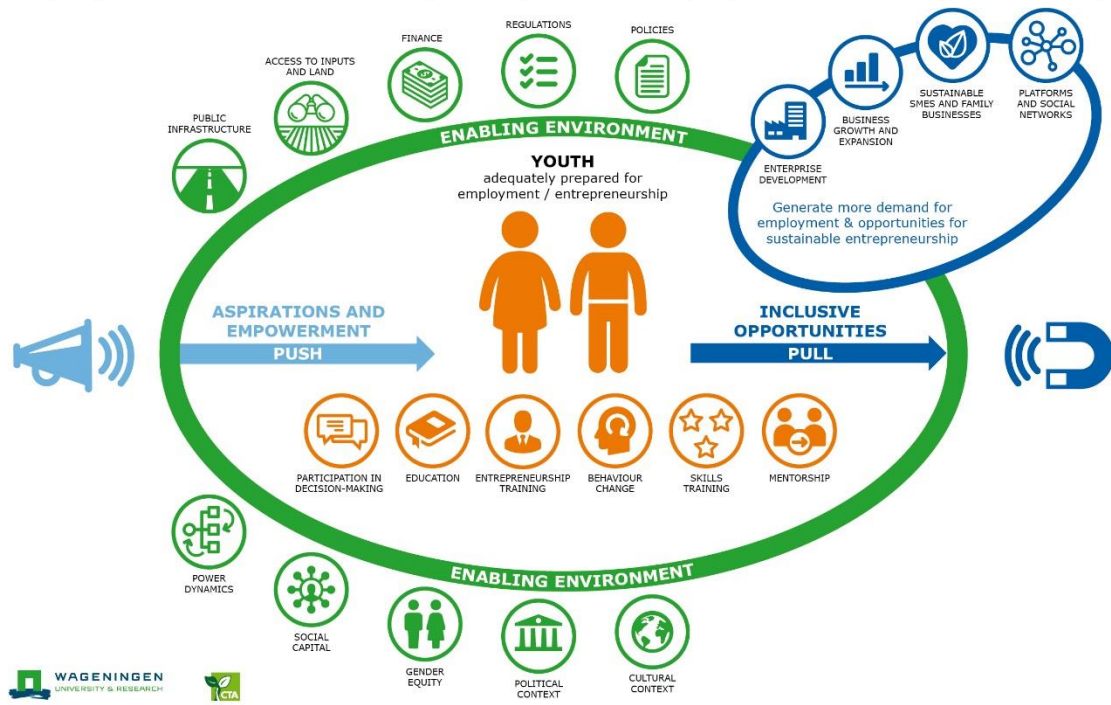 REGULATIONS
POLICIES
FINANCE
ACCESS TO INPUTS
AND LAND
PUBLIC
INFRASTRUCTURE
ENABLING ENVIRONMENT
ENTERPRISE
DEVELOPMENT
BUSINESS
GROWTH AND
EXPANSION
SUSTAINABLE
SMES AND FAMILY
BUSINESSES
PLATFORMS
AND SOCIAL
NETWORKS
Generate more demand for
employment & opportunities for
sustainable entrepreneurship
YOUTH
adequately prepared for
employment / entrepreneurship
ASPIRATIONS AND
EMPOWERMENT
PUSH
INCLUSIVE
OPPORTUNITIES
PULL
PARTICIPATION IN
DECISION-MAKING
EDUCATION
ENTREPRENEURSHIP
TRAINING
BEHAVIOUR
CHANGE
SKILLS
TRAINING
MENTORSHIP
ENABLING ENVIRONMENT
POWER
DYNAMICS
SOCIAL
CAPITAL
GENDER
EQUITY
POLITICAL
CONTEXT
CULTURAL
CONTEXT
WAGENINGEN
UNIVERSITY & RESEARCH
CTA